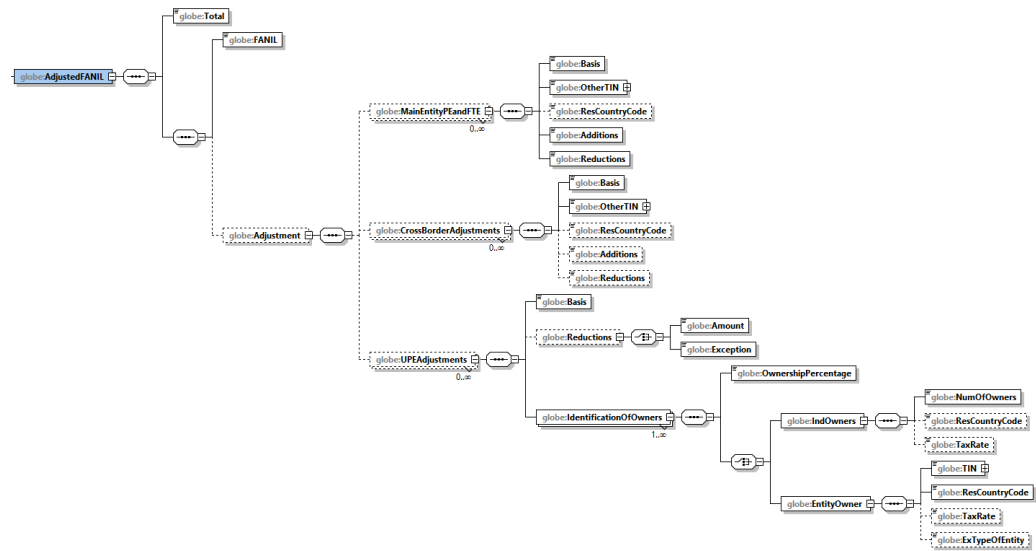 globe:Total
globe:FANIL
globe:AdjustedFANIL
globe:Basis
globe:OtherTIN
globe:MainEntityPEandFTE
globe:ResCountryCode
0..∞
globe:Additions
globe:Reductions
globe:Basis
globe:OtherTIN
globe:Adjustment
globe:CrossBorderAdjustments
globe:ResCountryCode
0..∞
globe:Additions
globe:Reductions
globe:Basis
globe:Amount
globe:Reductions
globe:Exception
globe:UPEAdjustments
0..∞
globe:OwnershipPercentage
globe:NumOfOwners
globe:IdentificationOfOwners
globe:IndOwners
globe:ResCountryCode
1..∞
globe:TaxRate
globe:TIN
globe:ResCountryCode
globe:EntityOwner
globe:TaxRate
globe:ExTypeOfEntity